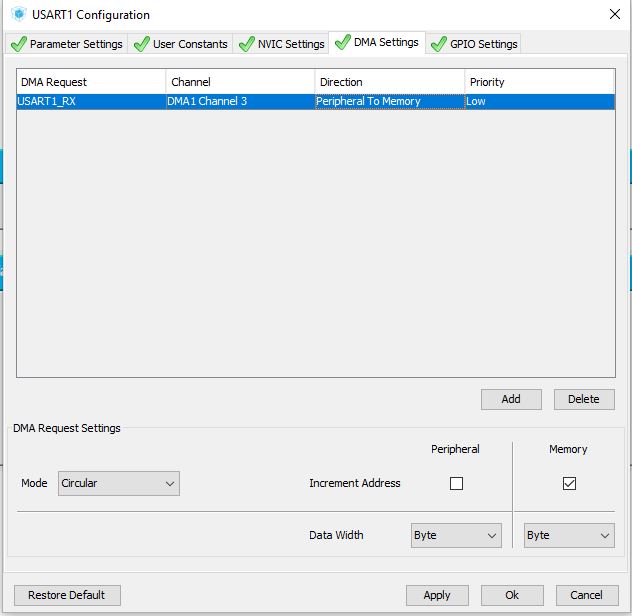 USART1 Configuration
Parameter Settings User Constants NVIC Settings DMA Settings GPIO Settings
DMA Request Channel Direction Priority
USART1_RX DMA1 Channel 3 Peripheral To Memory Low
Add Delete
DMA Request Settings
Peripheral Memory
Mode Circular Increment Address
Data Width Byte Byte
Restore Default Apply Ok Cancel